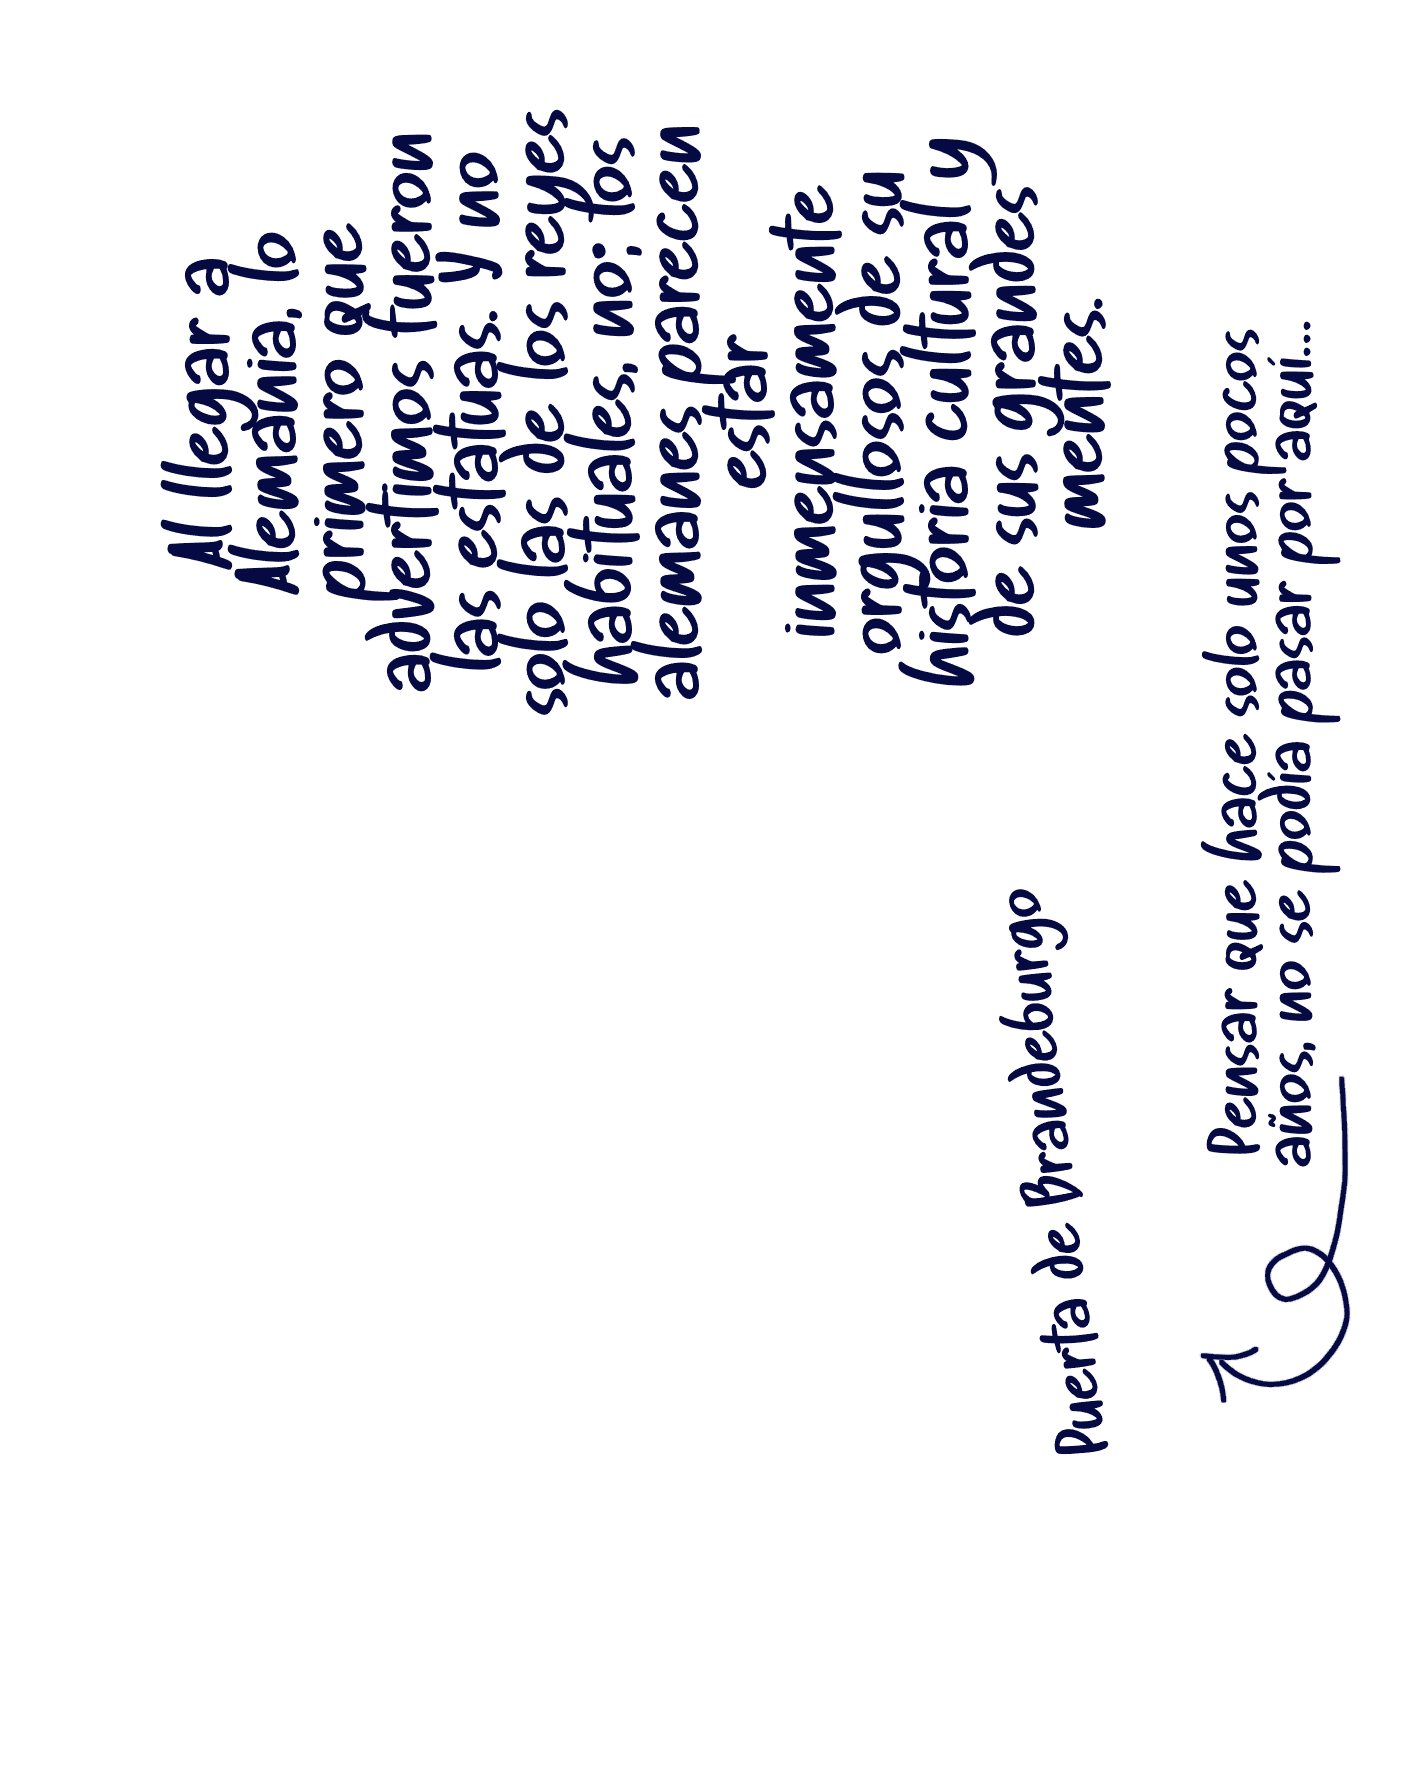 Al llegar a
Alemania, lo
primero que
advertimos fueron
las estatuas. Y no
solo las de los reyes
habituales, no; los
alemanes parecen
estar
inmensamente
orgullosos de su
historia cultural y
de sus grandes
mentes.
Puerta de Brandeburgo
Pensar que hace solo unos pocos
años, no se podía pasar por aquí...